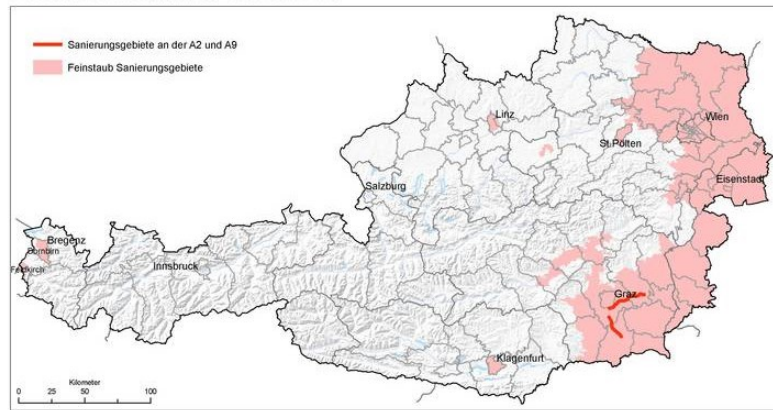 Sanierungsgebiete an der A2 und A9
Feinstaub Sanierungsgebiete
Linz
Wien
St.Pölten
Eisenstadt
Salzburg
Bregenz
Dornbirn
Feldkirch
Innsbruck
Graz
Klagenfurt
Kilometer
0 25 50 100